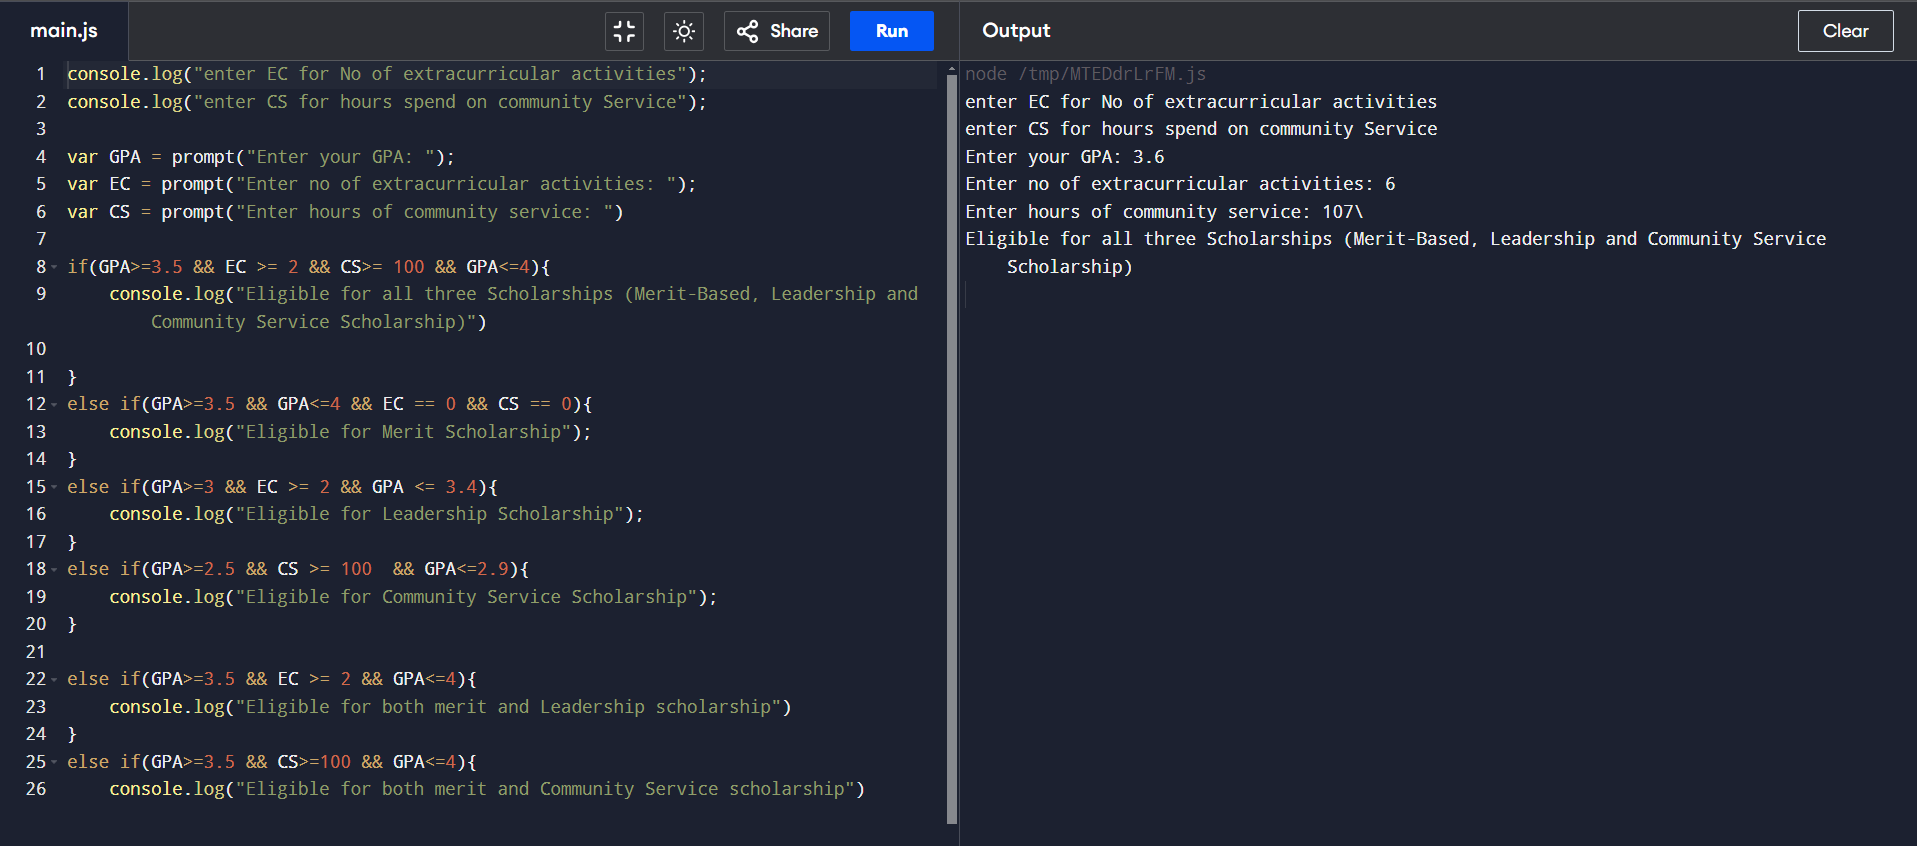 main.js
Share
Run
Output
Clear
1 console.log("enter EC for No of extracurricular activities");
2 console.log("enter CS for hours spend on community Service");
3
4 var GPA = prompt("Enter your GPA: ");
5 var EC = prompt("Enter no of extracurricular activities: ");
6 var CS = prompt("Enter hours of community service: ")
7
8 if(GPA>=3.5 && EC >= 2 && CS>= 100 && GPA<=4){
9     console.log("Eligible for all three Scholarships (Merit-Based, Leadership and
        Community Service Scholarship)")
10
11 }
12 else if(GPA>=3.5 && GPA<=4 && EC == 0 && CS == 0){
13     console.log("Eligible for Merit Scholarship");
14 }
15 else if(GPA>=3 && EC >= 2 && GPA <= 3.4){
16     console.log("Eligible for Leadership Scholarship");
17 }
18 else if(GPA>=2.5 && CS >= 100  && GPA<=2.9){
19     console.log("Eligible for Community Service Scholarship");
20 }
21
22 else if(GPA>=3.5 && EC >= 2 && GPA<=4){
23     console.log("Eligible for both merit and Leadership scholarship")
24 }
25 else if(GPA>=3.5 && CS>=100 && GPA<=4){
26     console.log("Eligible for both merit and Community Service scholarship")
node /tmp/MTEDdrLrFM.js
enter EC for No of extracurricular activities
enter CS for hours spend on community Service
Enter your GPA: 3.6
Enter no of extracurricular activities: 6
Enter hours of community service: 107\
Eligible for all three Scholarships (Merit-Based, Leadership and Community Service
    Scholarship)